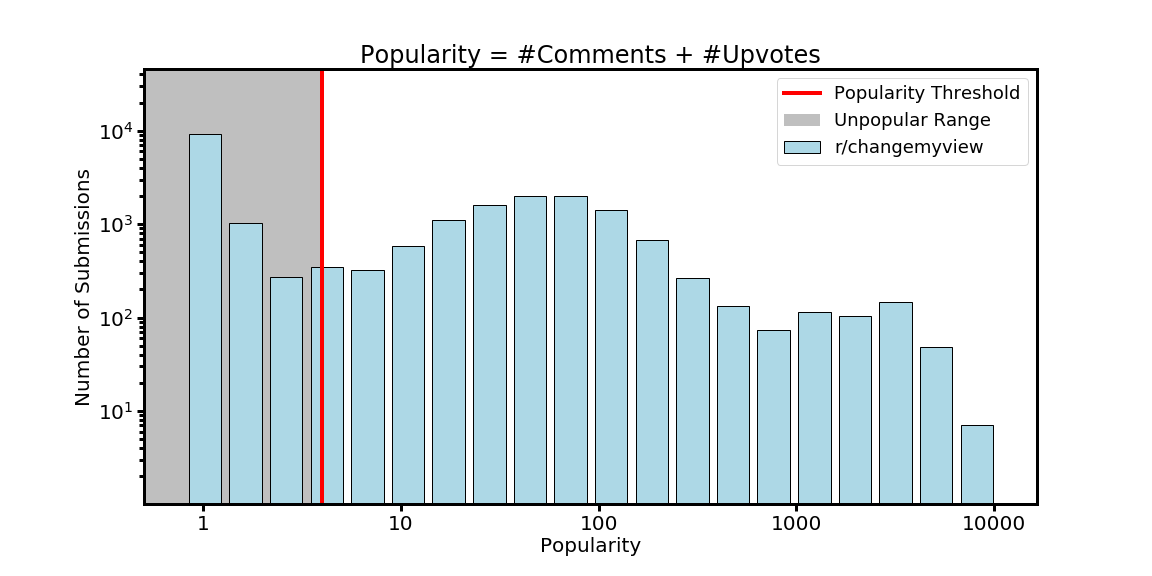 Popularity = #Comments + #Upvotes
Popularity Threshold
Unpopular Range
r/changemyview
Number of Submissions
10⁴
10³
10²
10¹
1 10 100 1000 10000
Popularity